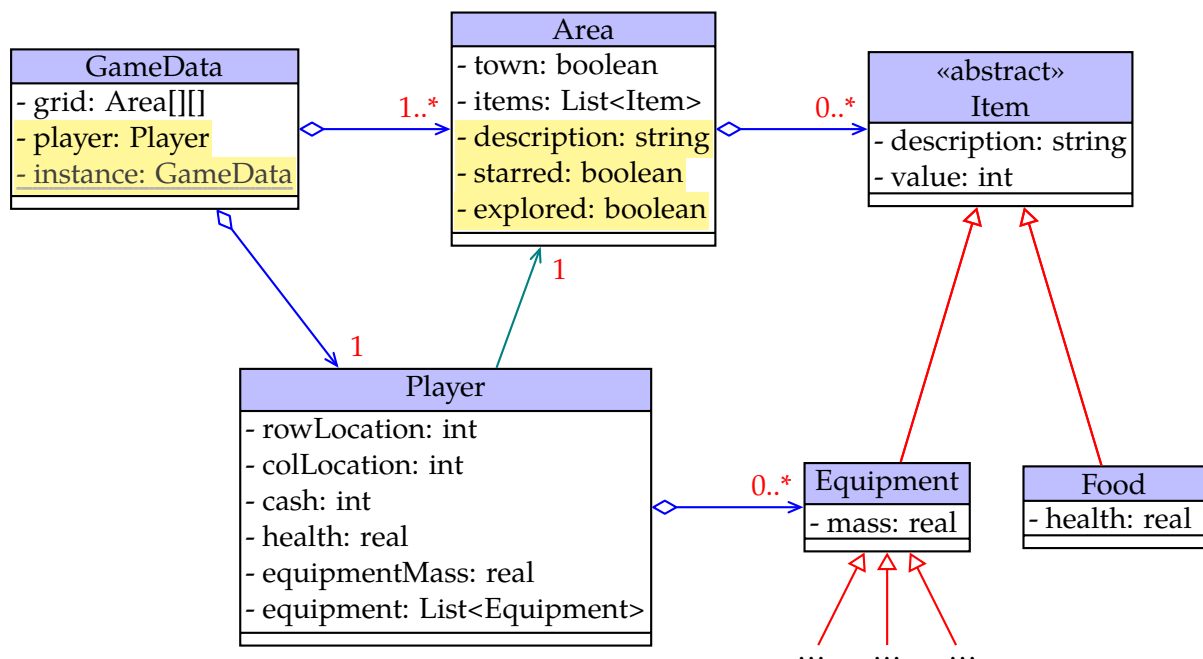 GameData
- grid: Area[][]
- player: Player
- instance: GameData
1..*
Area
- town: boolean
- items: List<Item>
- description: string
- starred: boolean
- explored: boolean
0..*
«abstract»
Item
- description: string
- value: int
1
1
Player
- rowLocation: int
- colLocation: int
- cash: int
- health: real
- equipmentMass: real
- equipment: List<Equipment>
0..*
Equipment
- mass: real
Food
- health: real
... ... ...